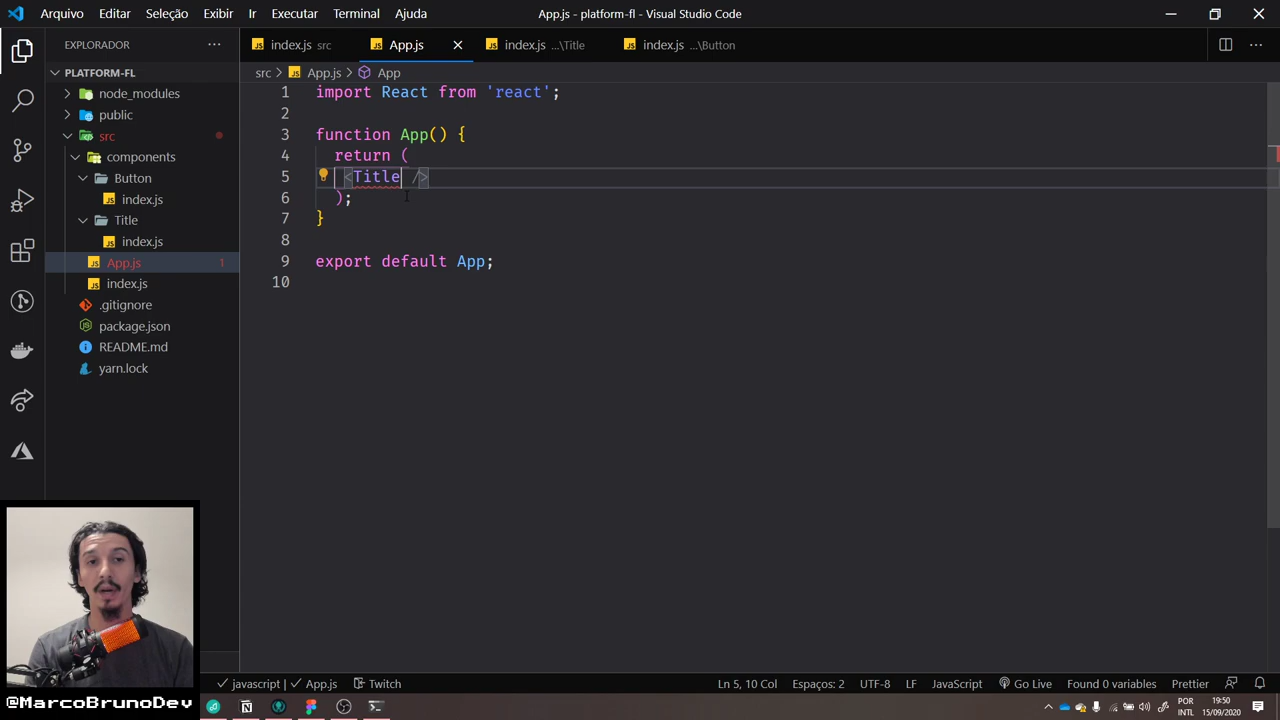 Arquivo Editar Seleção Exibir Ir Executar Terminal Ajuda
App.js - platform-fl - Visual Studio Code
EXPLORADOR
index.js src
App.js
index.js ...\Title
index.js ...\Button
PLATFORM-FL
src App.js App
node_modules
public
src
components
Button
index.js
Title
index.js
App.js 1
index.js
.gitignore
package.json
README.md
yarn.lock
1 import React from 'react';
2
3 function App() {
4 return (
5 <Title />
6 );
7 }
8
9 export default App;
10
@MarcoBrunoDev
javascript App.js Twitch
Ln 5, 10 Col Espaços: 2 UTF-8 LF JavaScript Go Live Found 0 variables Prettier
POR
INTL
19:50
15/09/2020